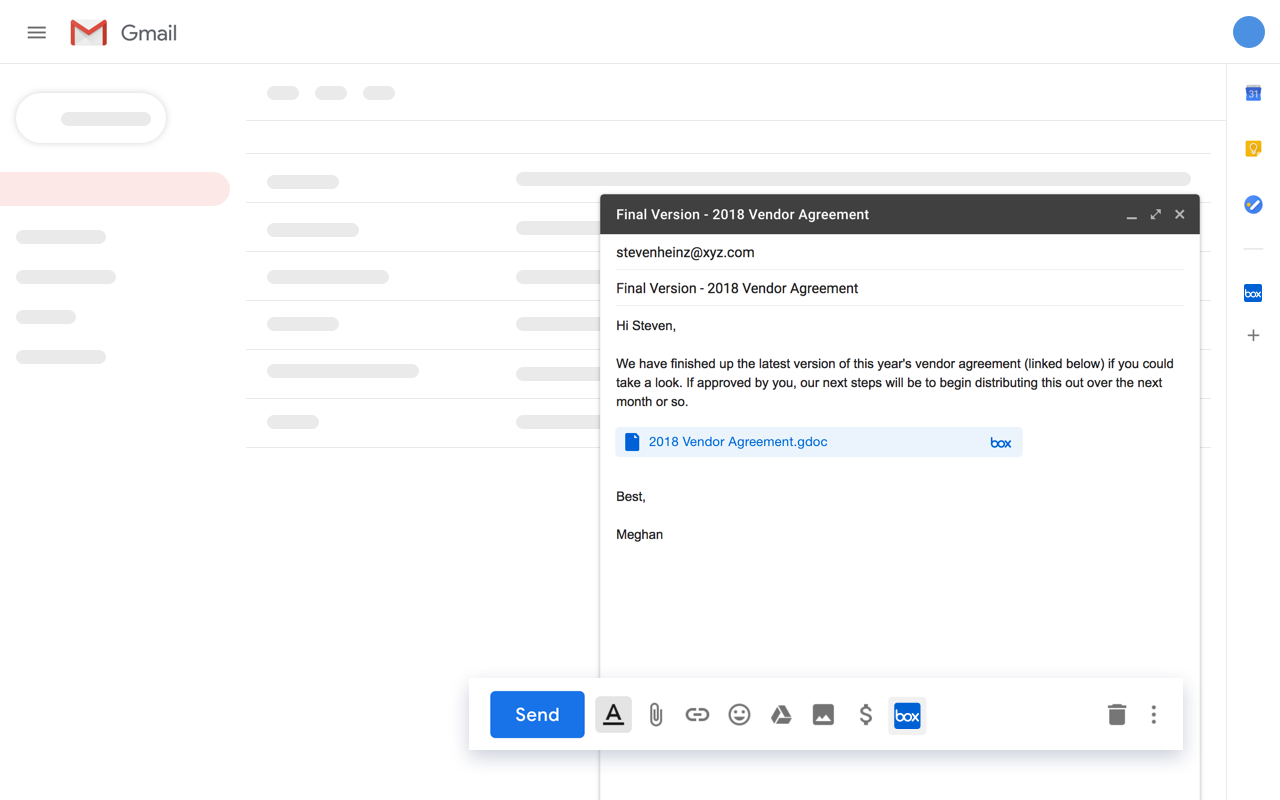 Gmail
31
Final Version - 2018 Vendor Agreement
stevenheinz@xyz.com
box
Final Version - 2018 Vendor Agreement
Hi Steven,
We have finished up the latest version of this year's vendor agreement (linked below) if you could
take a look. If approved by you, our next steps will be to begin distributing this out over the next
month or so.
2018 Vendor Agreement.gdoc box
Best,
Meghan
Send A $ box